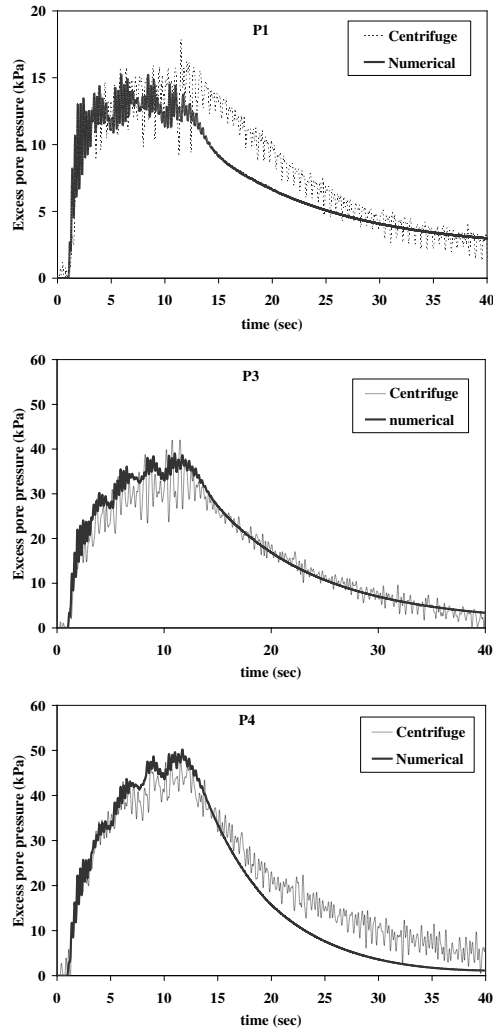 P1
Centrifuge
Numerical
Excess pore pressure (kPa)
20
15
10
5
0
0 5 10 15 20 25 30 35 40
time (sec)
P3
Centrifuge
numerical
Excess pore pressure (kPa)
60
50
40
30
20
10
0
0 10 20 30 40
time (sec)
P4
Centrifuge
Numerical
Excess pore pressure (kPa)
60
50
40
30
20
10
0
0 5 10 15 20 25 30 35 40
time (sec)